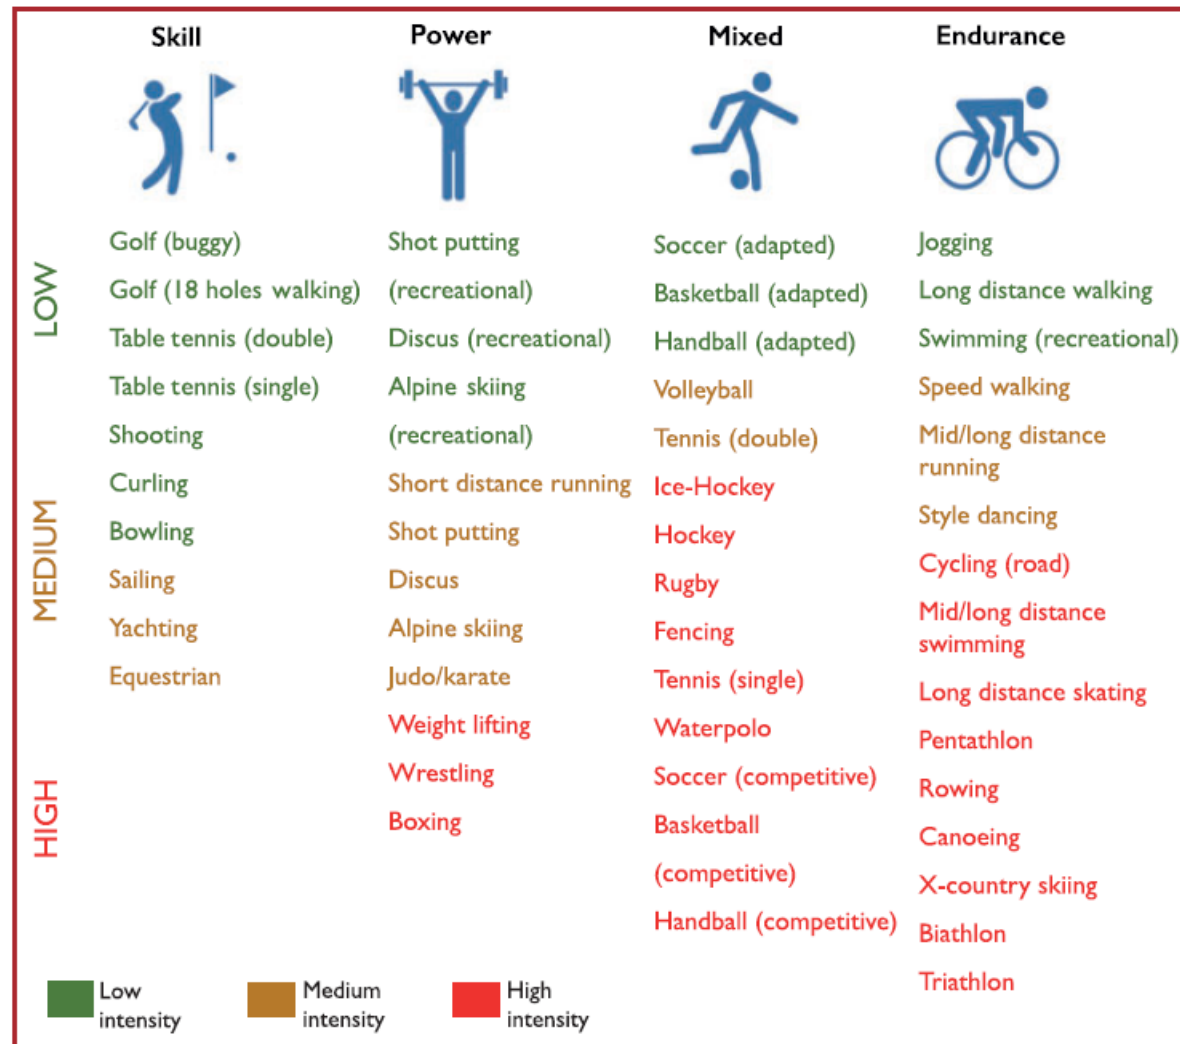 Skill
Power
Mixed
Endurance
LOW
MEDIUM
HIGH
Golf (buggy)
Golf (18 holes walking)
Table tennis (double)
Table tennis (single)
Shooting
Curling
Bowling
Sailing
Yachting
Equestrian
Shot putting
(recreational)
Discus (recreational)
Alpine skiing
(recreational)
Short distance running
Shot putting
Discus
Alpine skiing
Judo/karate
Weight lifting
Wrestling
Boxing
Soccer (adapted)
Basketball (adapted)
Handball (adapted)
Volleyball
Tennis (double)
Ice-Hockey
Hockey
Rugby
Fencing
Tennis (single)
Waterpolo
Soccer (competitive)
Basketball
(competitive)
Handball (competitive)
Jogging
Long distance walking
Swimming (recreational)
Speed walking
Mid/long distance
running
Style dancing
Cycling (road)
Mid/long distance
swimming
Long distance skating
Pentathlon
Rowing
Canoeing
X-country skiing
Biathlon
Triathlon
Low
intensity
Medium
intensity
High
intensity